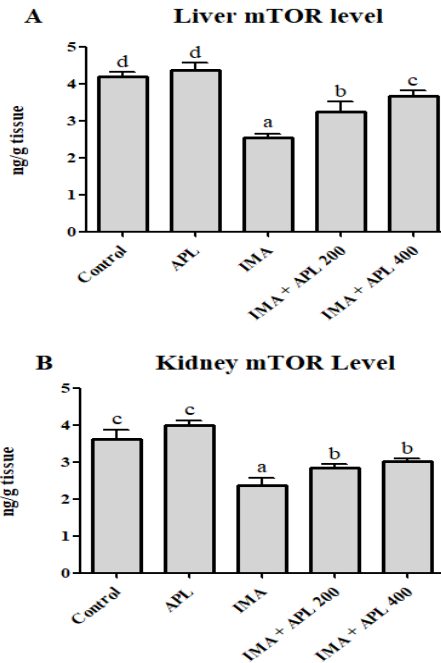 A Liver mTOR level
ng/g tissue
5
4
3
2
1
0
d
d
a
b
c
Control
APL
IMA
IMA+ APL 200
IMA+ APL 400
B Kidney mTOR Level
ng/g tissue
5
4
3
2
1
0
c
c
a
b
b
Control
APL
IMA
IMA + APL 200
IMA + APL 400